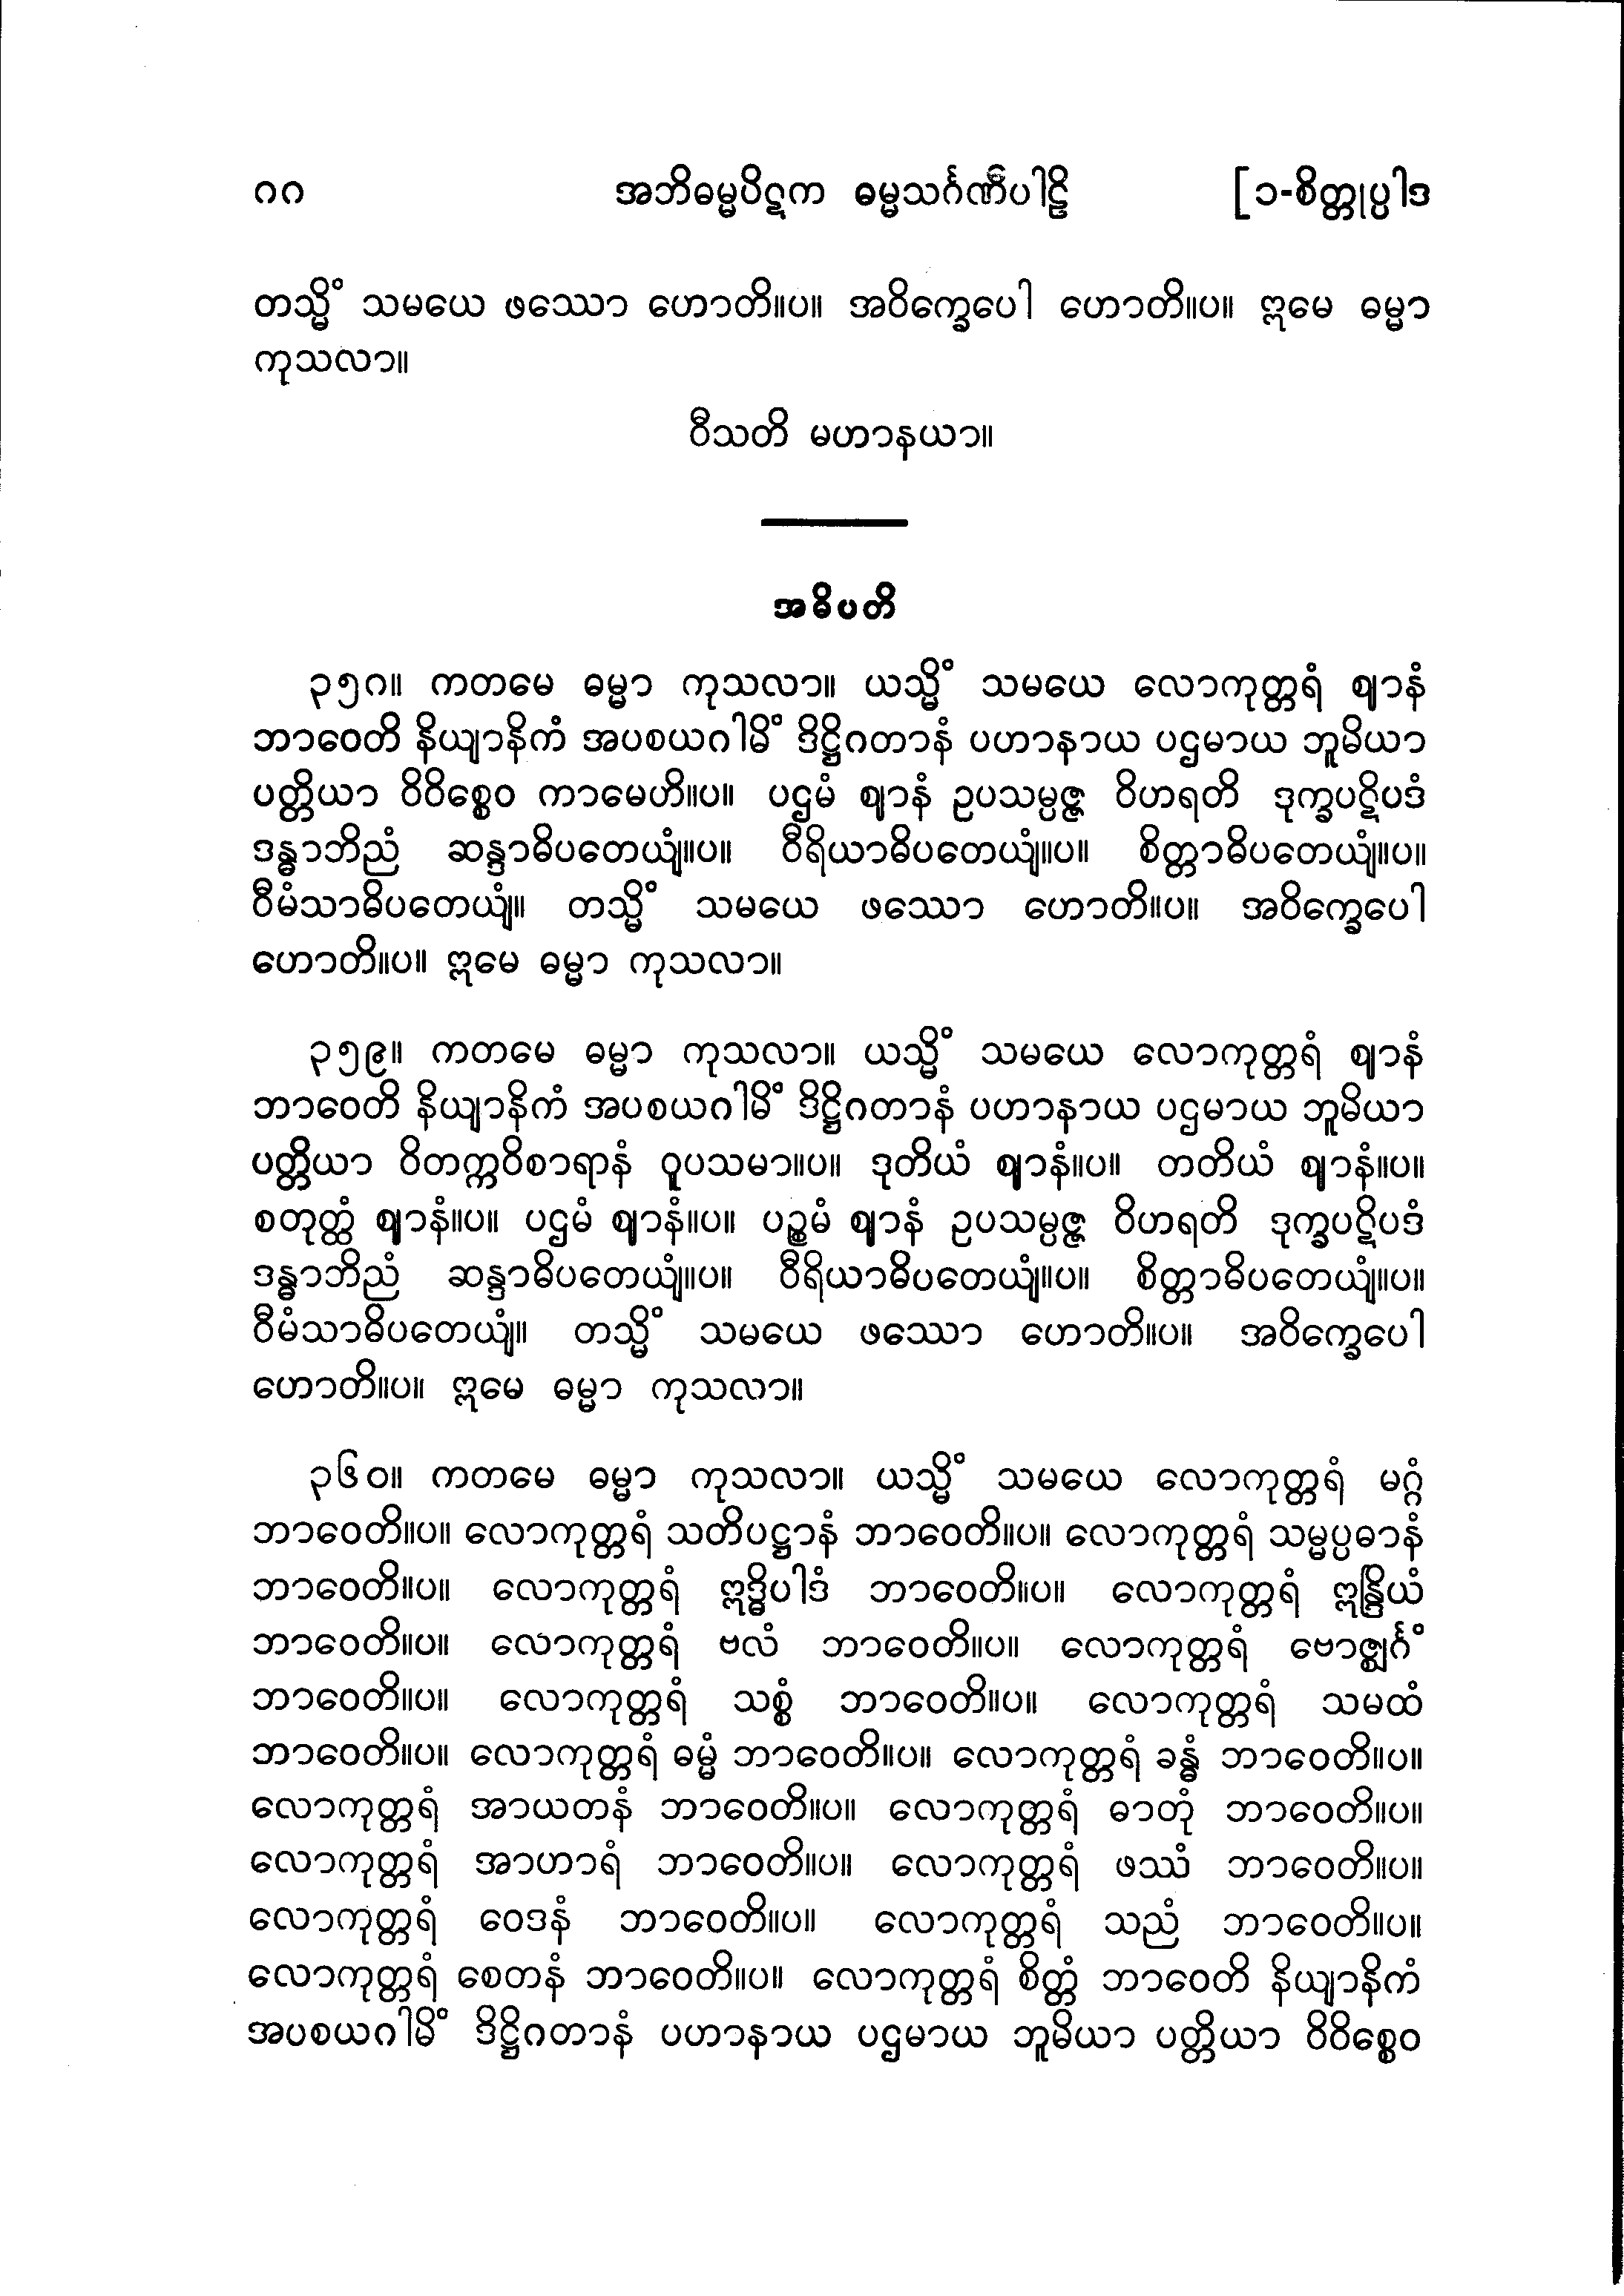 ၈၈ အဘိဓမ္မပိဋက ဓမ္မသင်္ဂဏီပါဠိ [၁-စိတ္တုပ္ပါဒ
တသ္မိံ သမယေ ဖဿော ဟောတိ။ပ။ အဝိက္ခေပေါ ဟောတိ။ပ။ ဣမေ ဓမ္မာ
ကုသလာ။
ဝီသတိ မဟာနယာ။
အဓိပတိ
၃၅၈။ ကတမေ ဓမ္မာ ကုသလာ။ ယသ္မိံ သမယေ လောကုတ္တရံ ဈာနံ
ဘာဝေတိ နိယျာနိကံ အပစယဂါမိံ ဒိဋ္ဌိဂတာနံ ပဟာနာယ ပဌမာယ ဘူမိယာ
ပတ္တိယာ ဝိဝိစ္စေဝ ကာမေဟိ။ပ။ ပဌမံ ဈာနံ ဥပသမ္ပဇ္ဇ ဝိဟရတိ ဒုက္ခပဋိပဒံ
ဒန္ဓာဘိညံ ဆန္ဒာဓိပတေယျံ။ပ။ ဝီရိယာဓိပတေယျံ။ပ။ စိတ္တာဓိပတေယျံ။ပ။
ဝီမံသာဓိပတေယျံ။ တသ္မိံ သမယေ ဖဿော ဟောတိ။ပ။ အဝိက္ခေပေါ
ဟောတိ။ပ။ ဣမေ ဓမ္မာ ကုသလာ။
၃၅၉။ ကတမေ ဓမ္မာ ကုသလာ။ ယသ္မိံ သမယေ လောကုတ္တရံ ဈာနံ
ဘာဝေတိ နိယျာနိကံ အပစယဂါမိံ ဒိဋ္ဌိဂတာနံ ပဟာနာယ ပဌမာယ ဘူမိယာ
ပတ္တိယာ ဝိတက္ကဝိစာရာနံ ဝူပသမာ။ပ။ ဒုတိယံ ဈာနံ။ပ။ တတိယံ ဈာနံ။ပ။
စတုတ္ထံ ဈာနံ။ပ။ ပဌမံ ဈာနံ။ပ။ ပဉ္စမံ ဈာနံ ဥပသမ္ပဇ္ဇ ဝိဟရတိ ဒုက္ခပဋိပဒံ
ဒန္ဓာဘိညံ ဆန္ဒာဓိပတေယျံ။ပ။ ဝီရိယာဓိပတေယျံ။ပ။ စိတ္တာဓိပတေယျံ။ပ။
ဝီမံသာဓိပတေယျံ။ တသ္မိံ သမယေ ဖဿော ဟောတိ။ပ။ အဝိက္ခေပေါ
ဟောတိ။ပ။ ဣမေ ဓမ္မာ ကုသလာ။
၃၆၀။ ကတမေ ဓမ္မာ ကုသလာ။ ယသ္မိံ သမယေ လောကုတ္တရံ မဂ္ဂံ
ဘာဝေတိ။ပ။ လောကုတ္တရံ သတိပဋ္ဌာနံ ဘာဝေတိ။ပ။ လောကုတ္တရံ သမ္မပ္ပဓာနံ
ဘာဝေတိ။ပ။ လောကုတ္တရံ ဣဒ္ဓိပါဒံ ဘာဝေတိ။ပ။ လောကုတ္တရံ ဣန္ဒြိယံ
ဘာဝေတိ။ပ။ လောကုတ္တရံ ဗလံ ဘာဝေတိ။ပ။ လောကုတ္တရံ ဗောဇ္ဈင်္ဂံ
ဘာဝေတိ။ပ။ လောကုတ္တရံ သစ္စံ ဘာဝေတိ။ပ။ လောကုတ္တရံ သမထံ
ဘာဝေတိ။ပ။ လောကုတ္တရံ ဓမ္မံ ဘာဝေတိ။ပ။ လောကုတ္တရံ ခန္ဓံ ဘာဝေတိ။ပ။
လောကုတ္တရံ အာယတနံ ဘာဝေတိ။ပ။ လောကုတ္တရံ ဓာတုံ ဘာဝေတိ။ပ။
လောကုတ္တရံ အာဟာရံ ဘာဝေတိ။ပ။ လောကုတ္တရံ ဖဿံ ဘာဝေတိ။ပ။
လောကုတ္တရံ ဝေဒနံ ဘာဝေတိ။ပ။ လောကုတ္တရံ သညံ ဘာဝေတိ။ပ။
လောကုတ္တရံ စေတနံ ဘာဝေတိ။ပ။ လောကုတ္တရံ စိတ္တံ ဘာဝေတိ နိယျာနိကံ
အပစယဂါမိံ ဒိဋ္ဌိဂတာနံ ပဟာနာယ ပဌမာယ ဘူမိယာ ပတ္တိယာ ဝိဝိစ္စေဝ